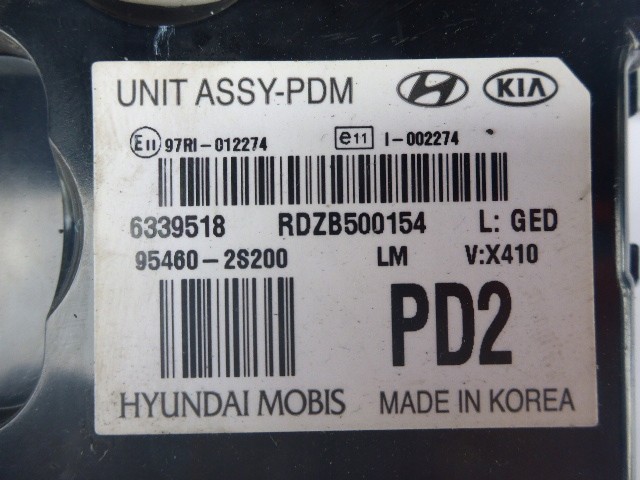 UNIT ASSY-PDM KIA
E11 97RI-012274 e11 I-002274
6339518 RDZB500154 L: GED
95460-2S200 LM V:X410
PD2
HYUNDAI MOBIS MADE IN KOREA